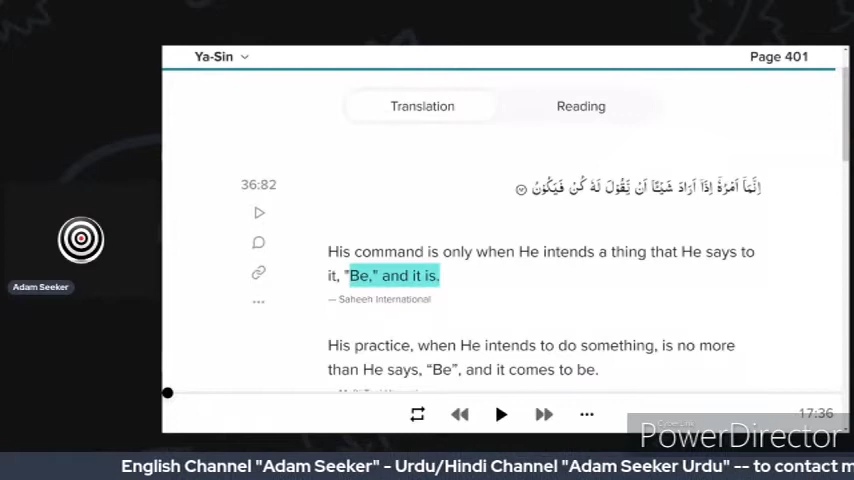 Ya-Sin
Page 401
Translation
Reading
36:82
اِنَّمَاۤ اَمْرُهٗۤ اِذَاۤ اَرَادَ شَيْـًٔا اَنْ يَّقُوْلَ لَهٗ كُنْ فَيَكُوْنُ
His command is only when He intends a thing that He says to
it, "Be," and it is.
— Saheeh International
His practice, when He intends to do something, is no more
than He says, “Be”, and it comes to be.
Adam Seeker
17:36
CyberLink
PowerDirector
English Channel "Adam Seeker" - Urdu/Hindi Channel "Adam Seeker Urdu" -- to contact m